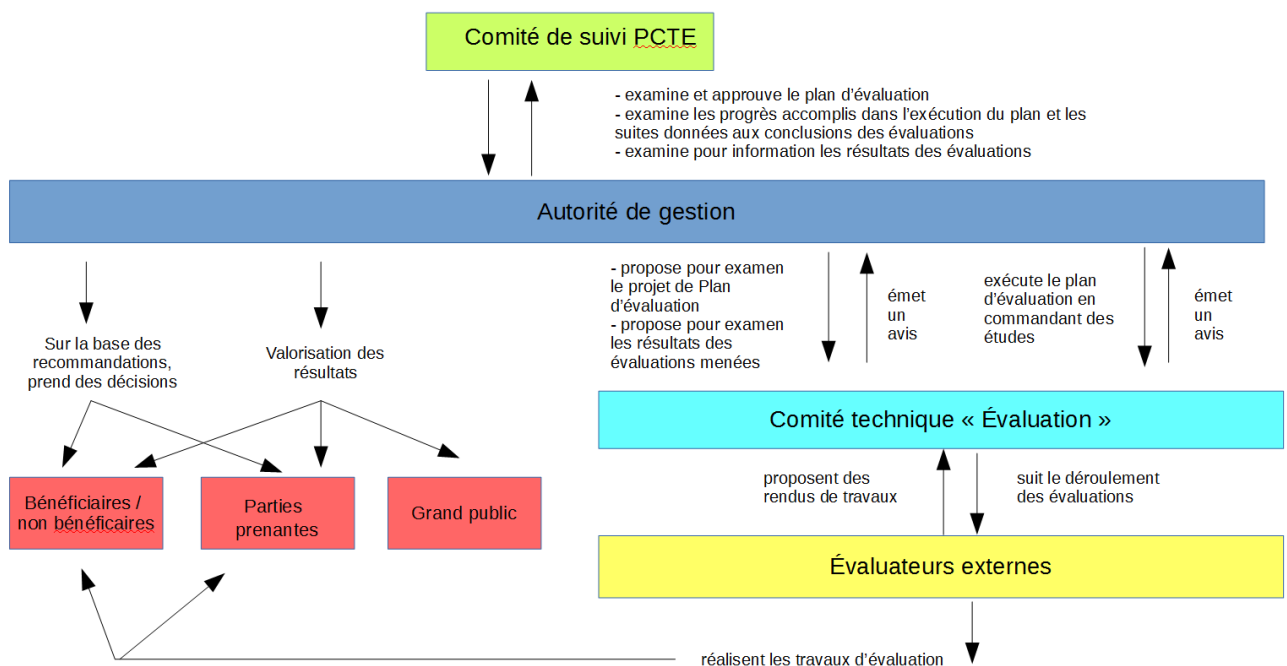 Comité de suivi PCTE
- examine et approuve le plan d'évaluation
- examine les progrès accomplis dans l'exécution du plan et les
suites données aux conclusions des évaluations
- examine pour information les résultats des évaluations
Autorité de gestion
Sur la base des
recommandations,
prend des décisions
Valorisation des
résultats
- propose pour examen
le projet de Plan
d'évaluation
- propose pour examen
les résultats des
évaluations menées
émet
un
avis
exécute le plan
d'évaluation en
commandant des
études
émet
un
avis
Comité technique « Évaluation »
Bénéficiaires /
non bénéficaires
Parties
prenantes
Grand public
proposent des
rendus de travaux
suit le déroulement
des évaluations
Évaluateurs externes
réalisent les travaux d'évaluation